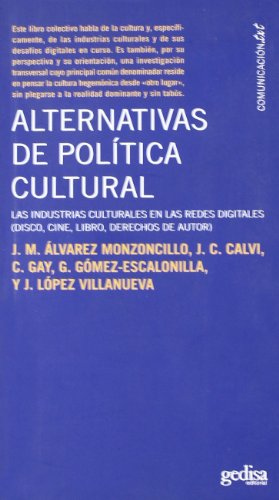 Este libro colectivo habla de la cultura y, específi-
camente, de las industrias culturales y de sus
desafíos digitales en curso. Es también, por su
perspectiva y su orientación, una investigación
transversal cuyo principal común denominador reside
en pensar la cultura hegemónica desde «otro lugar»,
sin plegarse a la realidad dominante y sin tabús.
COMUNICACIÓN
ALTERNATIVAS
DE POLÍTICA
CULTURAL
LAS INDUSTRIAS CULTURALES EN LAS REDES DIGITALES
(DISCO, CINE, LIBRO, DERECHOS DE AUTOR)
J. M. ÁLVAREZ MONZONCILLO, J. C. CALVI,
C. GAY, G. GÓMEZ-ESCALONILLA,
Y J. LÓPEZ VILLANUEVA
gedisa
editorial